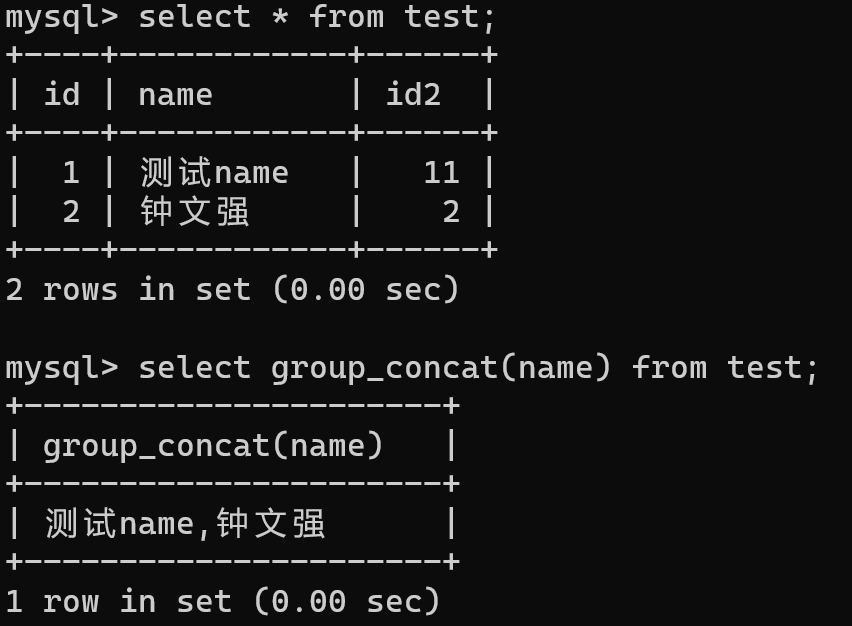 mysql> select * from test;
+----+------------+------+
| id | name       | id2  |
+----+------------+------+
|  1 | 测试name   |   11 |
|  2 | 钟文强     |    2 |
+----+------------+------+
2 rows in set (0.00 sec)

mysql> select group_concat(name) from test;
+----------------------+
| group_concat(name)   |
+----------------------+
| 测试name,钟文强      |
+----------------------+
1 row in set (0.00 sec)